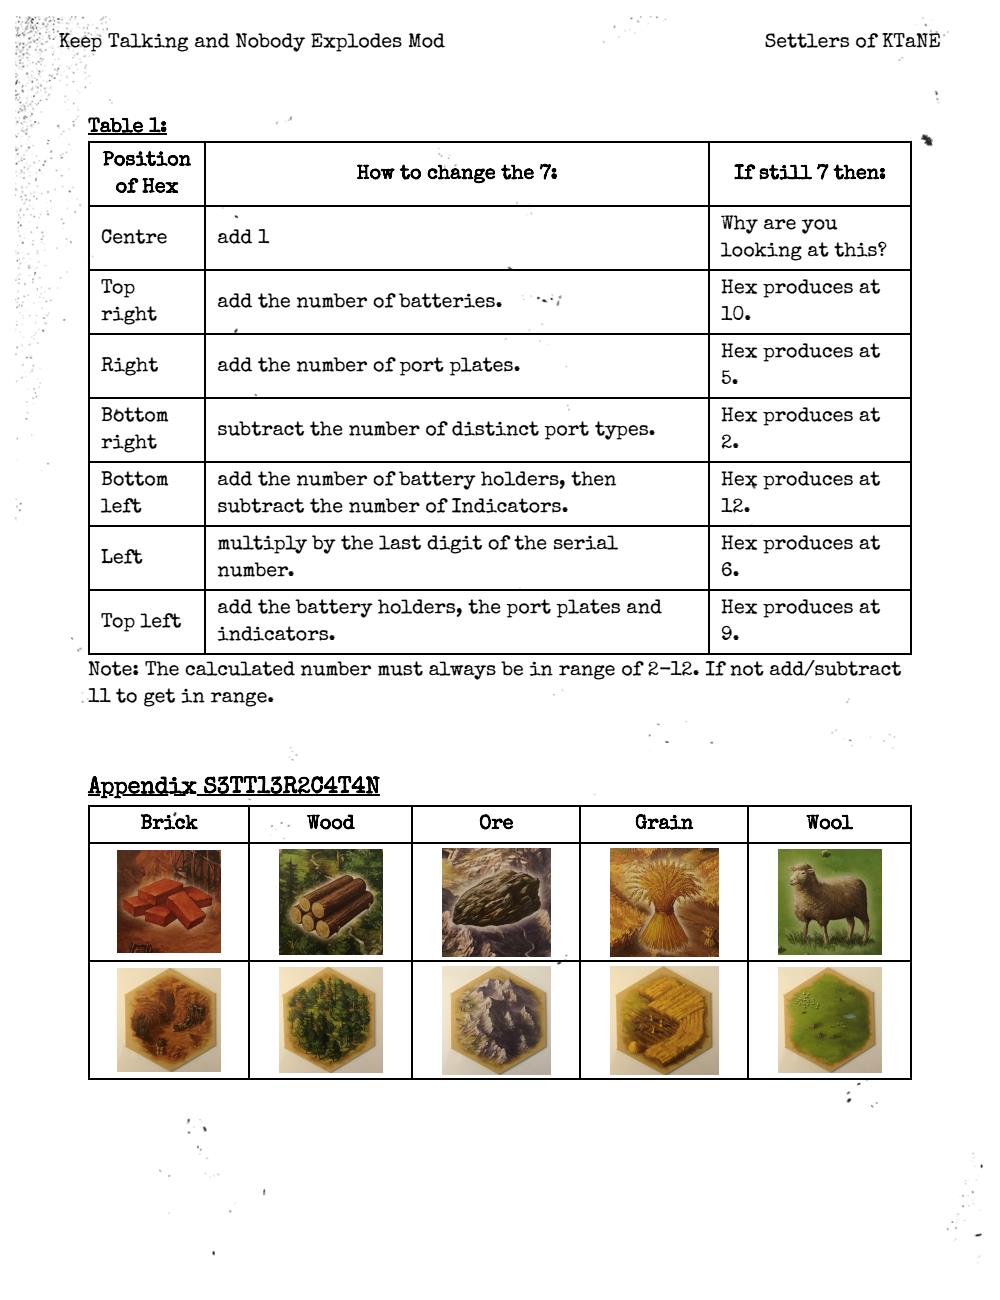 Keep Talking and Nobody Explodes Mod
Settlers of KTaNE
Table 1:
Position
of Hex
How to change the 7:
If still 7 then:
Centre
add 1
Why are you
looking at this?
Top
right
add the number of batteries.
Hex produces at
10.
Right
add the number of port plates.
Hex produces at
5.
Bottom
right
subtract the number of distinct port types.
Hex produces at
2.
Bottom
left
add the number of battery holders, then
subtract the number of Indicators.
Hex produces at
12.
Left
multiply by the last digit of the serial
number.
Hex produces at
6.
Top left
add the battery holders, the port plates and
indicators.
Hex produces at
9.
Note: The calculated number must always be in range of 2-12. If not add/subtract
11 to get in range.
Appendix S3TTl3R2C4T4N
Brick
Wood
Ore
Grain
Wool